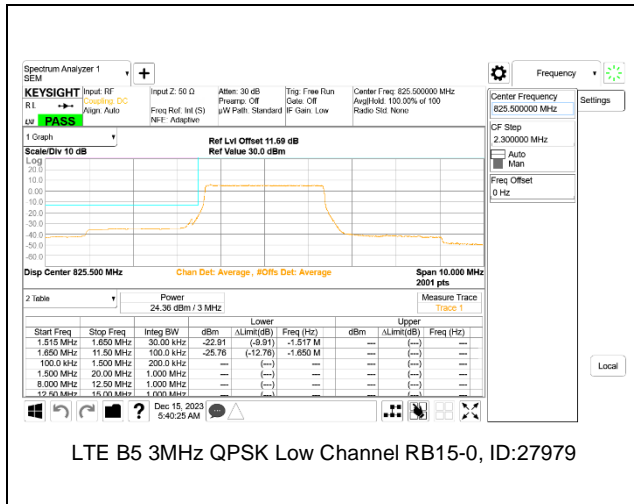 Spectrum Analyzer 1
SEM
Frequency
KEYSIGHT Input: RF Input Z: 50 Ω Atten: 30 dB Trig: Free Run Center Freq: 825.500000 MHz
R L Coupling: DC Preamp: Off Gate: Off Avg|Hold: 100.00% of 100
Align: Auto Freq Ref: Int (S) µW Path: Standard IF Gain: Low Radio Std: None
PASS NFE: Adaptive
Center Frequency
825.500000 MHz
Settings
CF Step
2.300000 MHz
Auto
Man
Freq Offset
0 Hz
1 Graph
Ref Lvl Offset 11.69 dB
Scale/Div 10 dB Ref Value 30.0 dBm
Log
20.0
10.0
0.00
-10.0
-20.0
-30.0
-40.0
-50.0
-60.0
Disp Center 825.500 MHz Chan Det: Average, #Offs Det: Average Span 10.000 MHz
2001 pts
2 Table Power Measure Trace
24.36 dBm / 3 MHz Trace 1
Lower Upper
Start Freq Stop Freq Integ BW dBm ΔLimit(dB) Freq (Hz) dBm ΔLimit(dB) Freq (Hz)
1.515 MHz 1.650 MHz 30.00 kHz -22.91 (-9.91) -1.517 M --- (---) ---
1.650 MHz 11.50 MHz 100.0 kHz -25.76 (-12.76) -1.650 M --- (---) ---
100.0 kHz 1.500 MHz 200.0 kHz --- (---) --- --- (---) ---
1.500 MHz 20.00 MHz 1.000 MHz --- (---) --- --- (---) ---
8.000 MHz 12.50 MHz 1.000 MHz --- (---) --- --- (---) ---
12.50 MHz 15.00 MHz 1.000 MHz --- (---) --- --- (---) ---
Local
? Dec 15, 2023
5:40:25 AM
LTE B5 3MHz QPSK Low Channel RB15-0, ID:27979